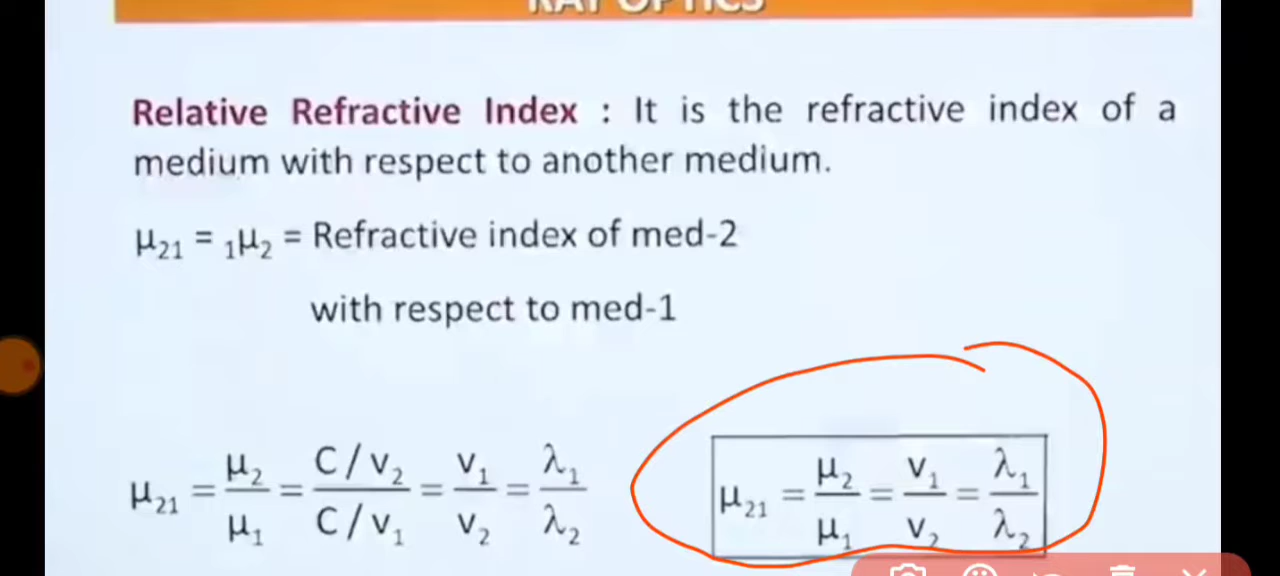 RAY OPTICS
Relative Refractive Index : It is the refractive index of a
medium with respect to another medium.
μ₂₁ = ₁μ₂ = Refractive index of med-2
with respect to med-1
μ₂₁ = μ₂/μ₁ = (C/v₂)/(C/v₁) = v₁/v₂ = λ₁/λ₂
μ₂₁ = μ₂/μ₁ = v₁/v₂ = λ₁/λ₂